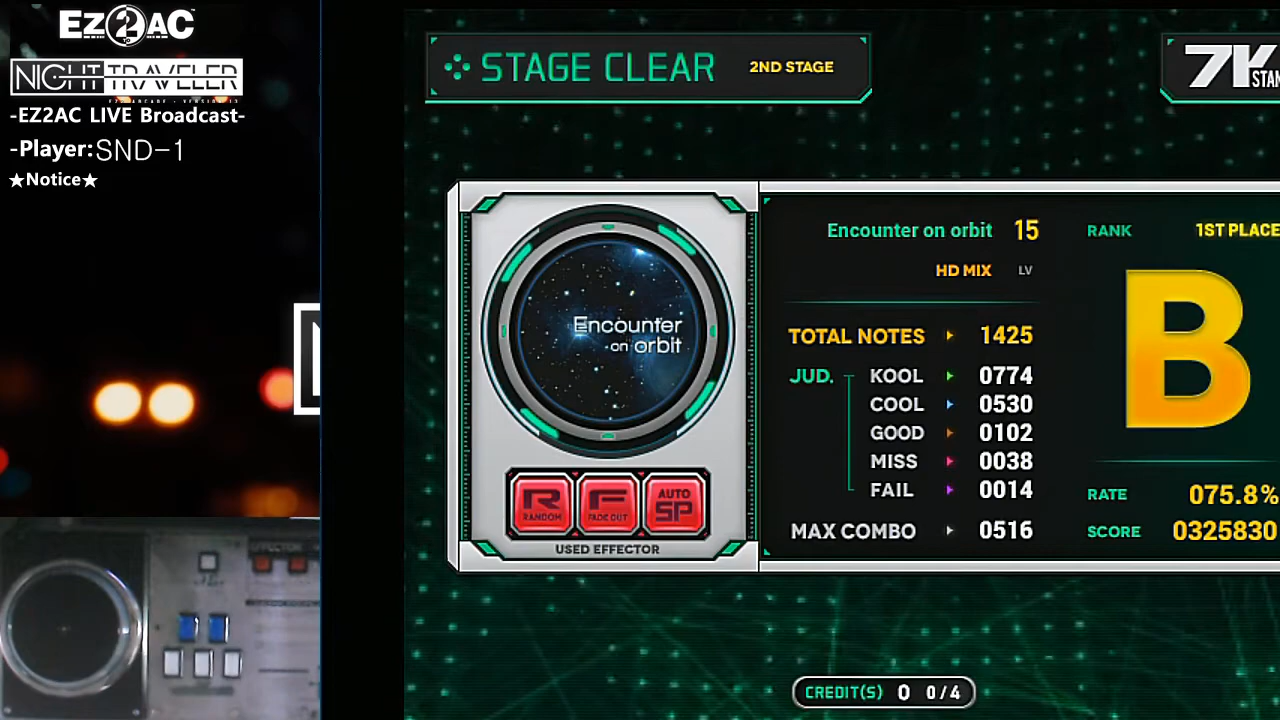 EZ2AC
NIGHT TRAVELER
-EZ2AC LIVE Broadcast-
-Player:SND-1
★Notice★
STAGE CLEAR 2ND STAGE
7K STAN
Encounter on orbit 15
HD MIX LV
RANK 1ST PLACE
B
Encounter
-on orbit
TOTAL NOTES 1425
JUD. KOOL 0774
COOL 0530
GOOD 0102
MISS 0038
FAIL 0014
MAX COMBO 0516
RATE 075.8%
SCORE 0325830
R RANDOM
F FADE OUT
AUTO SP
USED EFFECTOR
EFFECTOR
CREDIT(S) 0 0/4